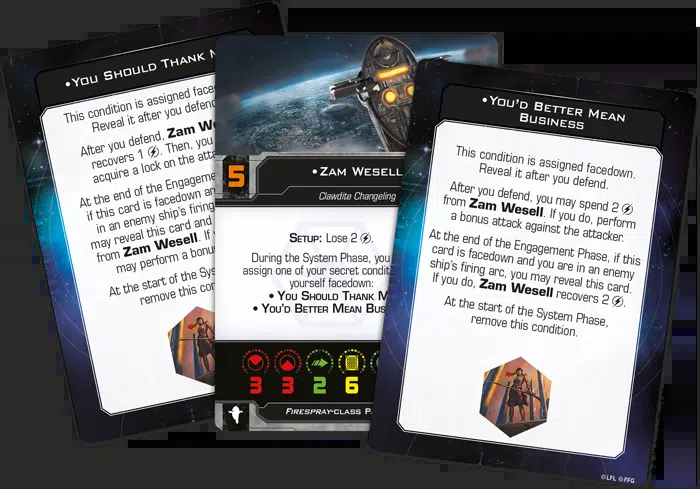 •You Should Thank M
This condition is assigned faced
Reveal it after you defend
After you defend, Zam We
recovers 1 . Then, you
acquire a lock on the atta
At the end of the Engageme
if this card is facedown an
in an enemy ship's firing
may reveal this card and
from Zam Wesell. If y
may perform a bonu
At the start of the Syst
remove this con
5
•Zam Wesell
Clawdite Changeling
Setup: Lose 2 .
During the System Phase, you
assign one of your secret condit
yourself facedown:
• You Should Thank M
• You'd Better Mean Bus
3 3 2 6
Firespray-class P
•You'd Better Mean
Business
This condition is assigned facedown.
Reveal it after you defend.
After you defend, you may spend 2
from Zam Wesell. If you do, perform
a bonus attack against the attacker.
At the end of the Engagement Phase, if this
card is facedown and you are in an enemy
ship's firing arc, you may reveal this card.
If you do, Zam Wesell recovers 2 .
At the start of the System Phase,
remove this condition.
©LFL ©FFG